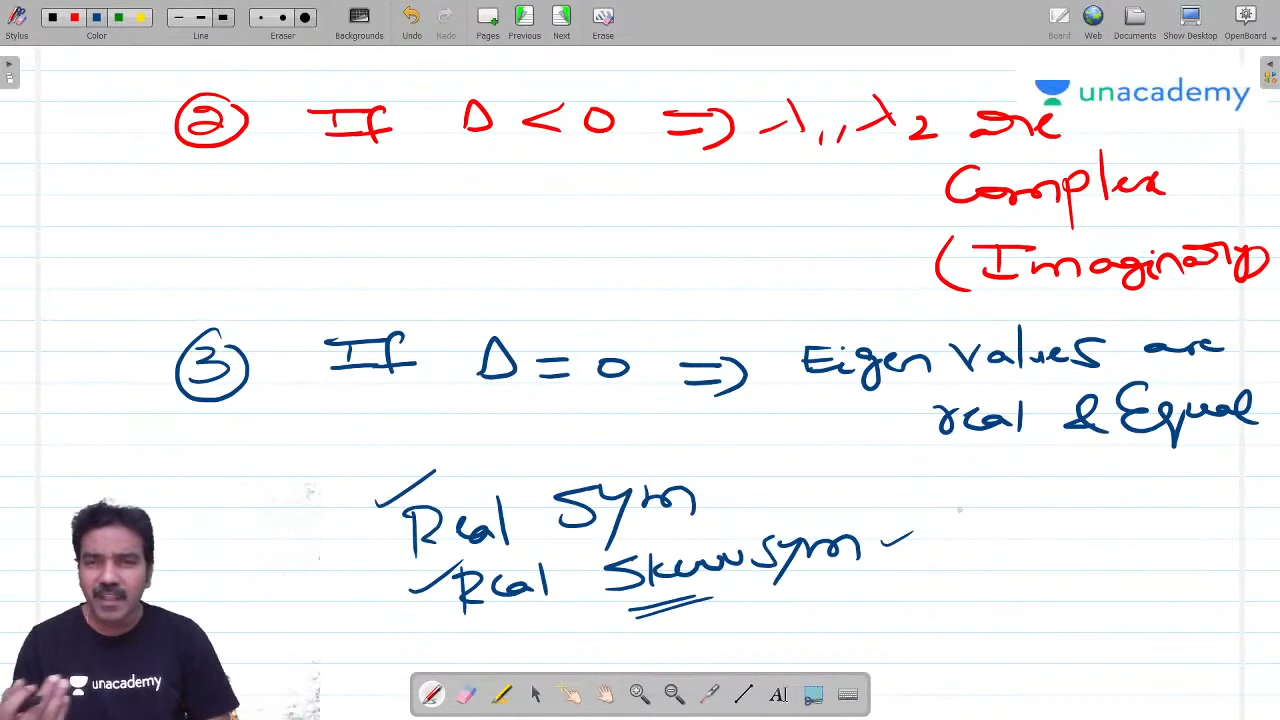 Stylus Color Line Eraser Backgrounds Undo Redo Pages Previous Next Erase Board Web Documents Show Desktop OpenBoard
unacademy
② If Δ < 0 ⇒ λ₁, λ₂ are
Complex
(Imaginary)
③ If Δ = 0 ⇒ Eigen values are
real & Equal
✓ Real Sym
✓ Real Skew sym ✓
unacademy